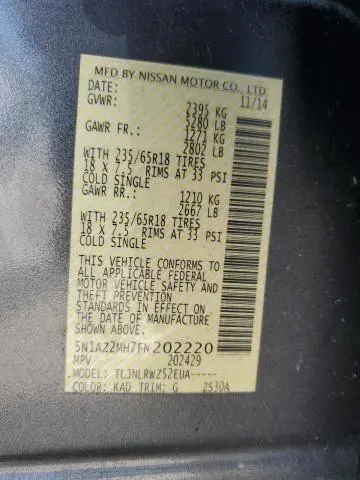 MFD BY NISSAN MOTOR CO., LTD.
DATE: 11/14
GVWR: 2395 KG
5280 LB
GAWR FR.: 1271 KG
2802 LB
WITH 235/65R18 TIRES
18 X 7.5 RIMS AT 33 PSI
COLD SINGLE
GAWR RR.: 1210 KG
2667 LB
WITH 235/65R18 TIRES
18 X 7.5 RIMS AT 33 PSI
COLD SINGLE
THIS VEHICLE CONFORMS TO
ALL APPLICABLE FEDERAL
MOTOR VEHICLE SAFETY AND
THEFT PREVENTION
STANDARDS IN EFFECT ON
THE DATE OF MANUFACTURE
SHOWN ABOVE.
5N1AZ2MH7FN202220
MPV 202429
MODEL: TLJNLRWZ52EUA-----
COLOR: KAD TRIM: G ZS30A